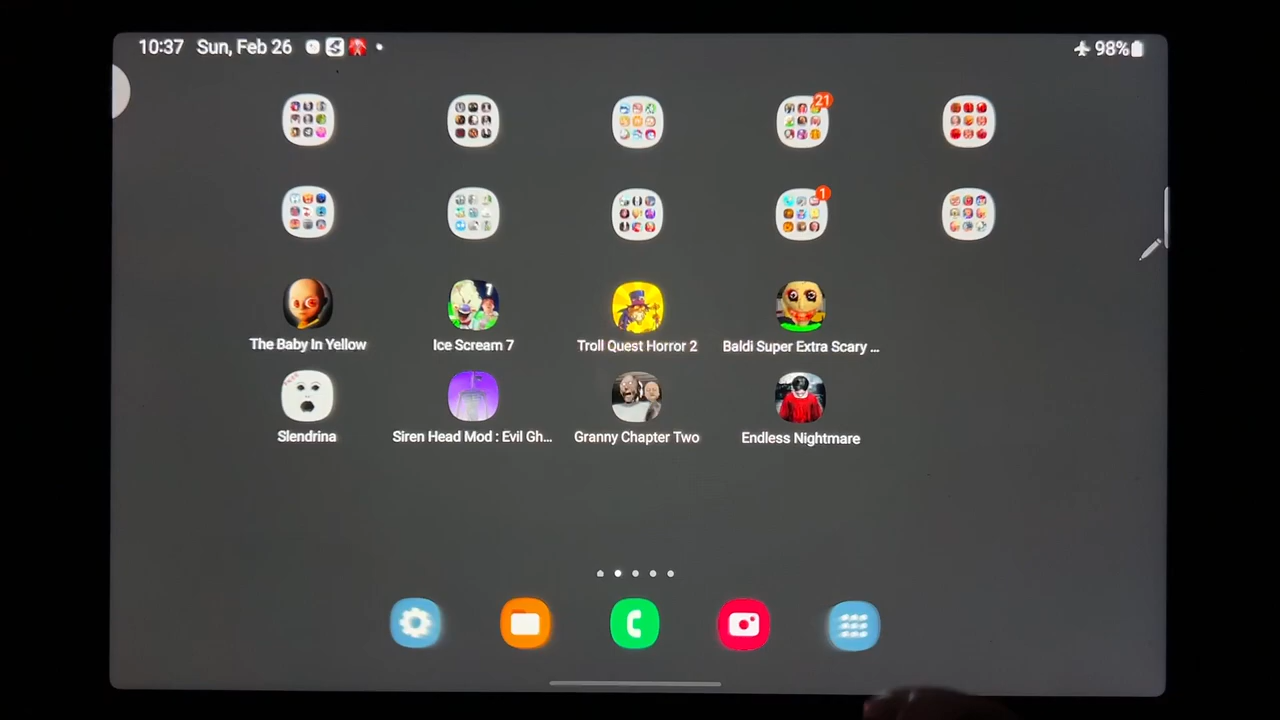 10:37 Sun, Feb 26
98%
21
1
The Baby In Yellow
Ice Scream 7
Troll Quest Horror 2
Baldi Super Extra Scary ...
Slendrina
Siren Head Mod : Evil Gh...
Granny Chapter Two
Endless Nightmare